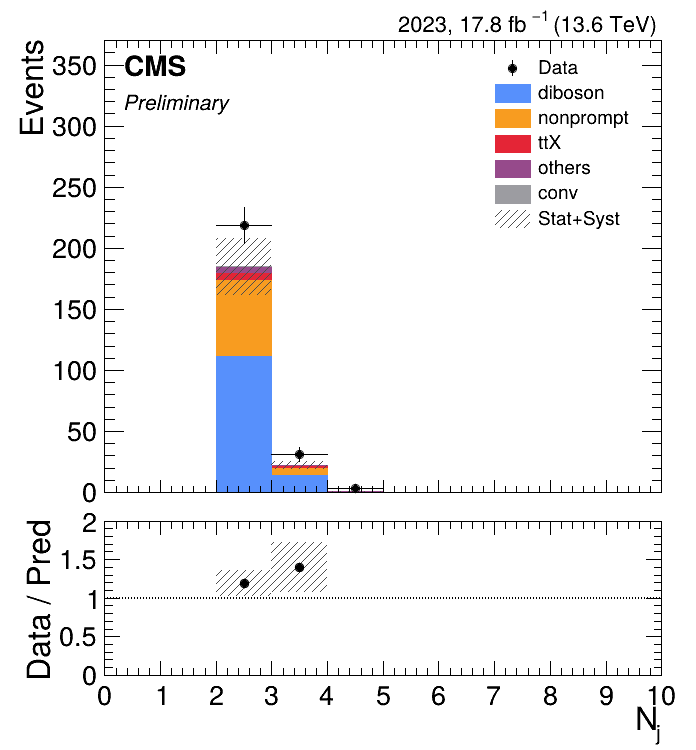 2023, 17.8 fb⁻¹ (13.6 TeV)
CMS
Preliminary
Events
350
300
250
200
150
100
50
0
Data
diboson
nonprompt
ttX
others
conv
Stat+Syst
Data / Pred
2
1.5
1
0.5
0
0 1 2 3 4 5 6 7 8 9 10
N_j